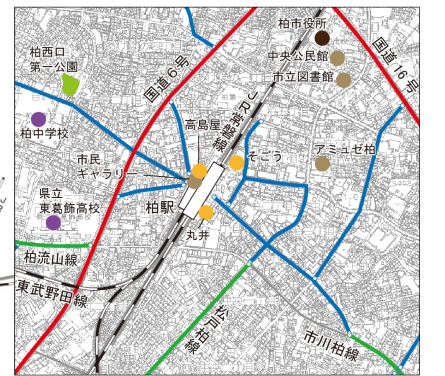 柏市役所
中央公民館
市立図書館
国道16号
柏西口
第一公園
国道6号
JR常磐線
柏中学校
高島屋
そごう
アミュゼ柏
市民
ギャラリー
県立
東葛飾高校
柏駅
丸井
柏流山線
東武野田線
松戸柏線
市川柏線